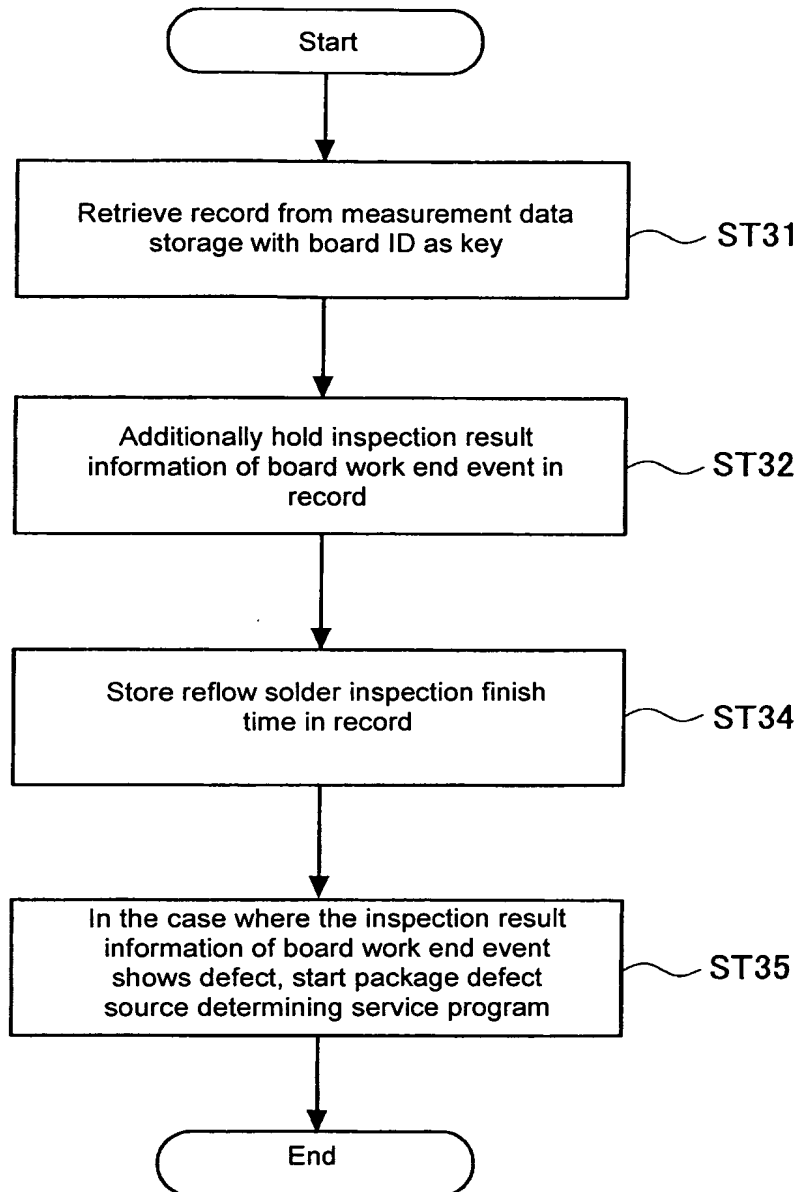 Start
Retrieve record from measurement data
storage with board ID as key
ST31
Additionally hold inspection result
information of board work end event in
record
ST32
Store reflow solder inspection finish
time in record
ST34
In the case where the inspection result
information of board work end event
shows defect, start package defect
source determining service program
ST35
End